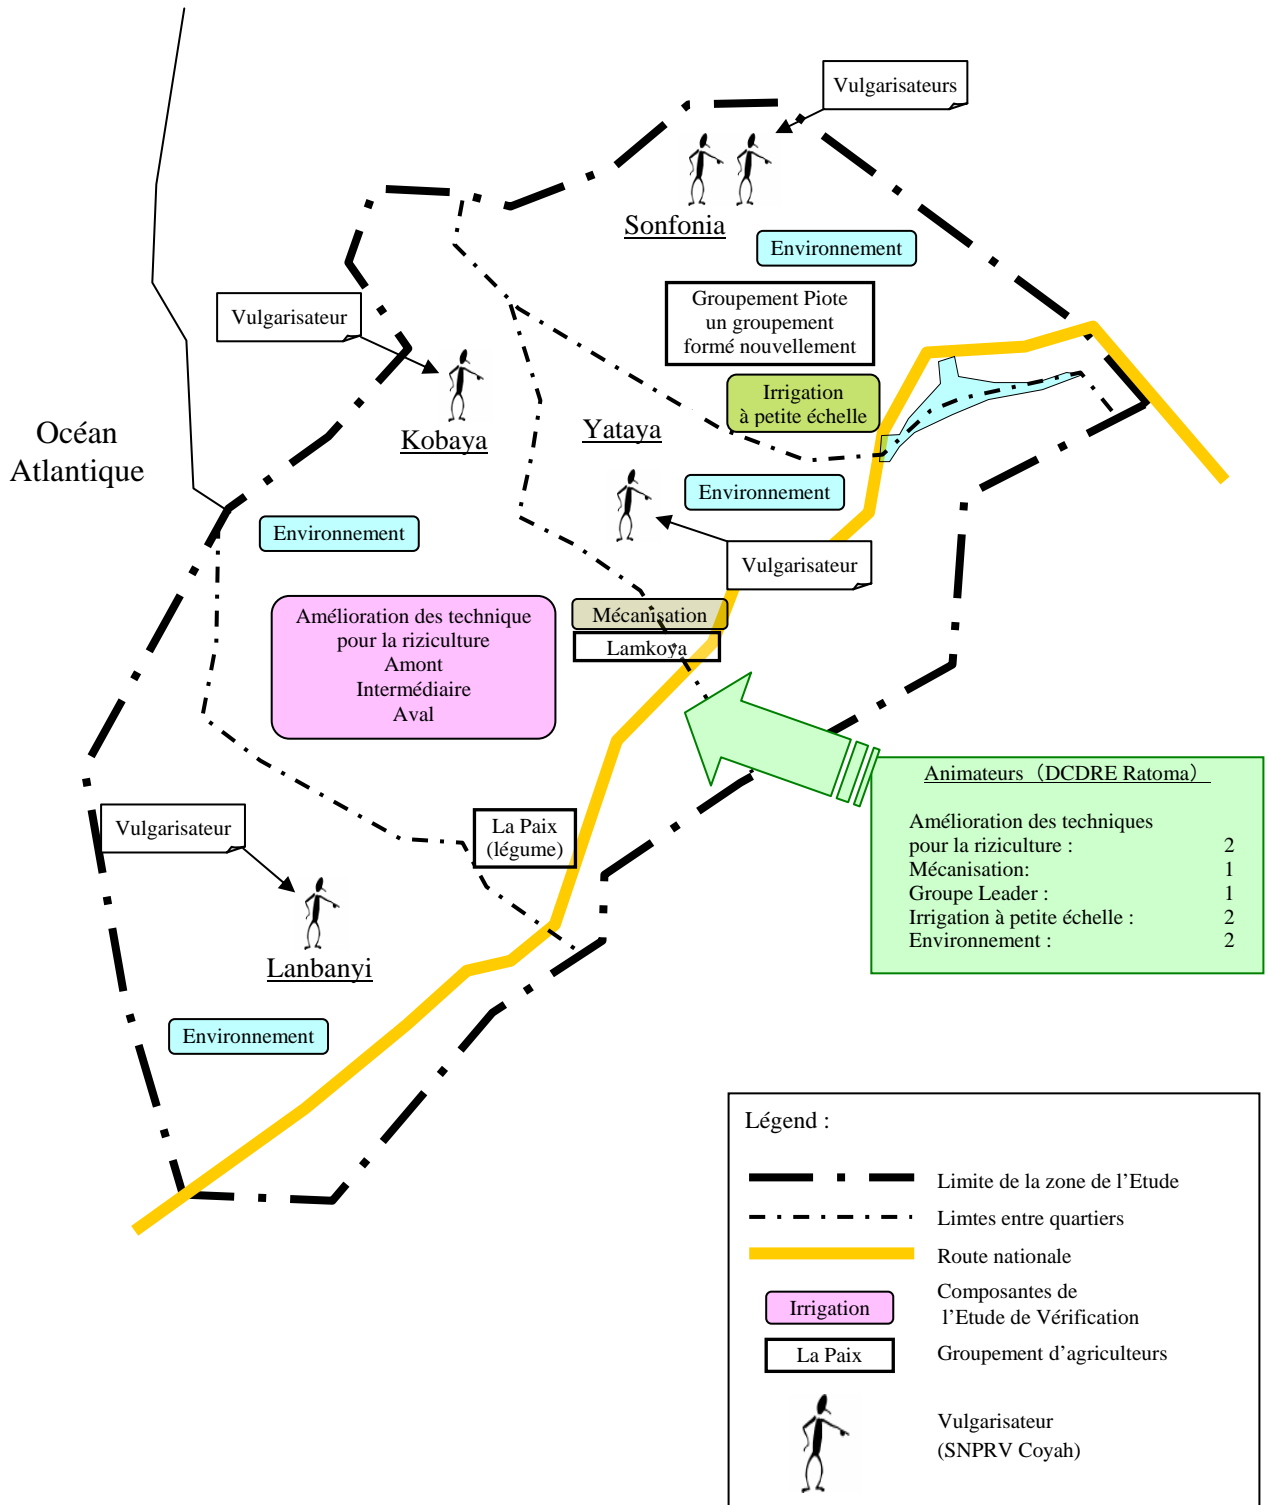 Vulgarisateurs
Sonfonia
Environnement
Groupement Piote
un groupement
formé nouvellement
Vulgarisateur
Irrigation
à petite échelle
Océan
Atlantique
Kobaya
Yataya
Environnement
Environnement
Vulgarisateur
Amélioration des technique
pour la riziculture
Amont
Intermédiaire
Aval
Mécanisation
Lamkoya
Animateurs（DCDRE Ratoma）
Amélioration des techniques
pour la riziculture : 2
Mécanisation: 1
Groupe Leader : 1
Irrigation à petite échelle : 2
Environnement : 2
Vulgarisateur
La Paix
(légume)
Lanbanyi
Environnement
Légend :
Limite de la zone de l’Etude
Limtes entre quartiers
Route nationale
Irrigation
Composantes de
l’Etude de Vérification
La Paix
Groupement d’agriculteurs
Vulgarisateur
(SNPRV Coyah)